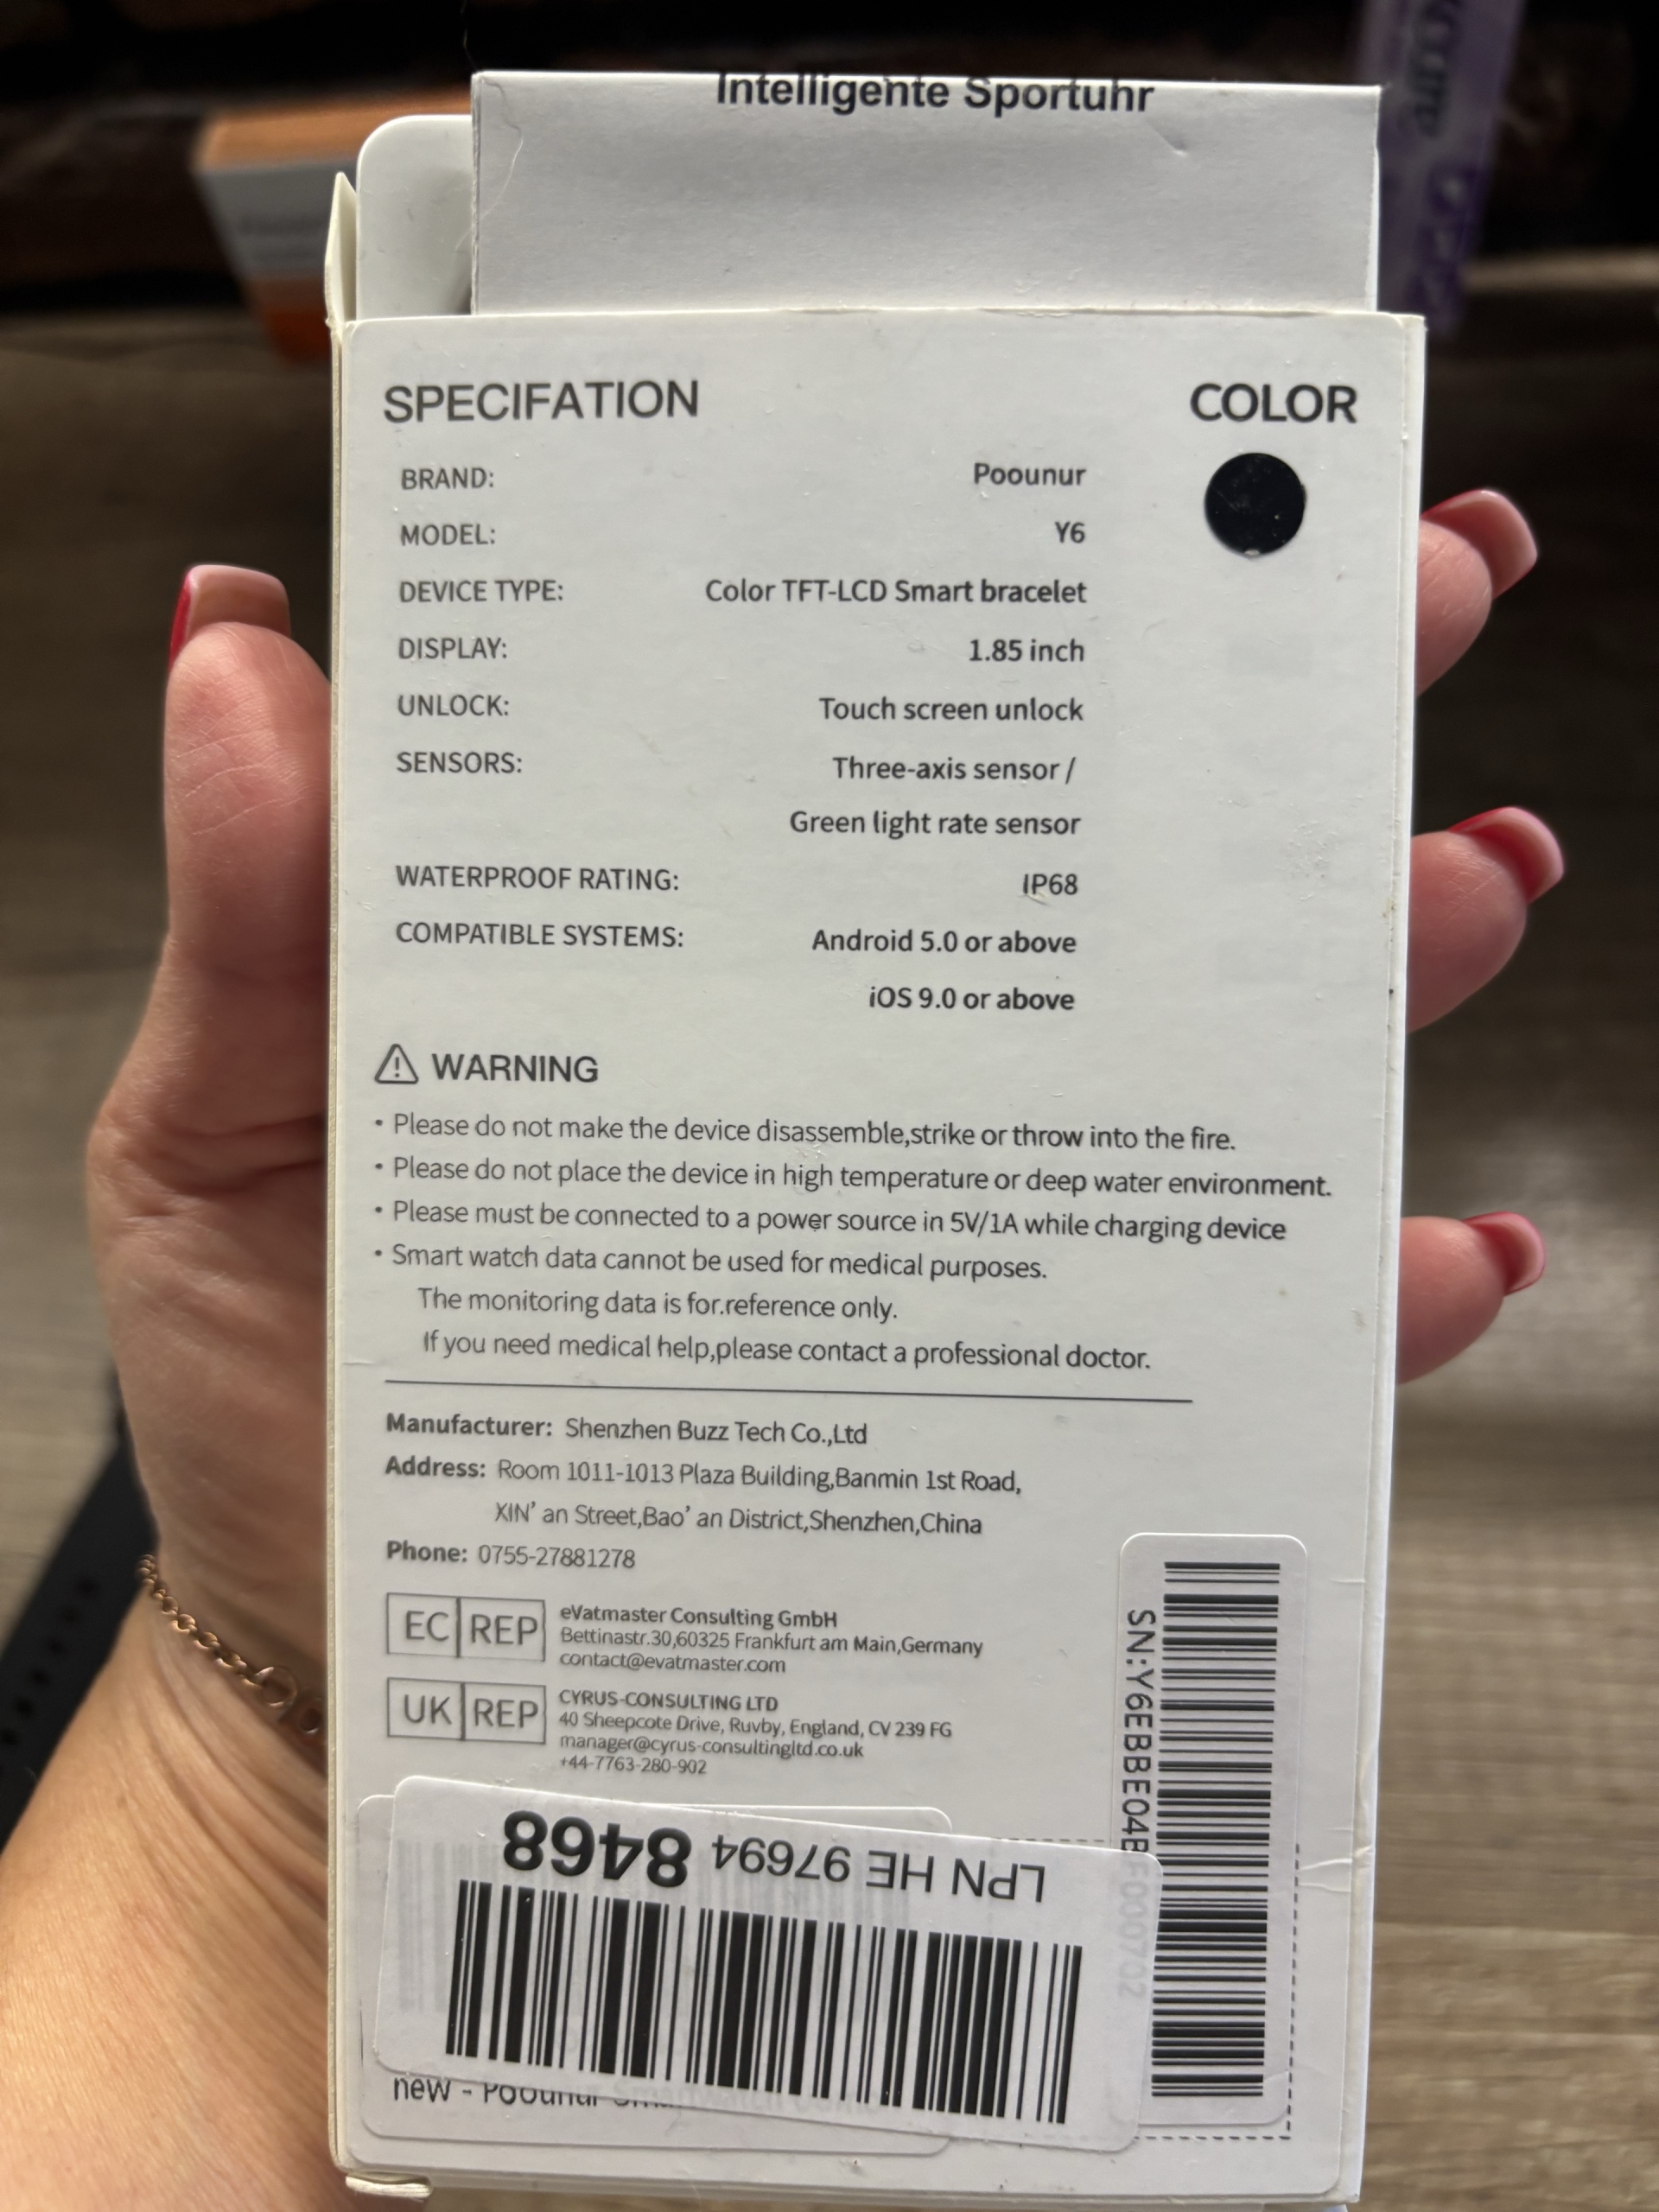 Intelligente Sportuhr
SPECIFATION
COLOR
BRAND: Poounur
MODEL: Y6
DEVICE TYPE: Color TFT-LCD Smart bracelet
DISPLAY: 1.85 inch
UNLOCK: Touch screen unlock
SENSORS: Three-axis sensor /
Green light rate sensor
WATERPROOF RATING: IP68
COMPATIBLE SYSTEMS: Android 5.0 or above
iOS 9.0 or above
⚠ WARNING
• Please do not make the device disassemble,strike or throw into the fire.
• Please do not place the device in high temperature or deep water environment.
• Please must be connected to a power source in 5V/1A while charging device
• Smart watch data cannot be used for medical purposes.
The monitoring data is for.reference only.
If you need medical help,please contact a professional doctor.
Manufacturer: Shenzhen Buzz Tech Co.,Ltd
Address: Room 1011-1013 Plaza Building,Banmin 1st Road,
XIN' an Street,Bao' an District,Shenzhen,China
Phone: 0755-27881278
EC REP
eVatmaster Consulting GmbH
Bettinastr.30,60325 Frankfurt am Main,Germany
contact@evatmaster.com
UK REP
CYRUS-CONSULTING LTD
40 Sheepcote Drive, Ruvby, England, CV 239 FG
manager@cyrus-consultingltd.co.uk
+44-7763-280-902
SN:Y6EBBE04BF000702
LPN HE 97694 8468
new - Poounur